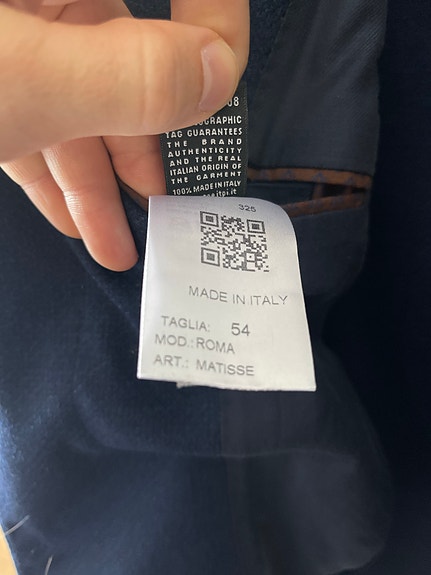 08
TAG GUARANTEES
THE BRAND
AUTHENTICITY
AND THE REAL
ITALIAN ORIGIN OF
THE GARMENT
100% MADE IN ITALY
325
MADE IN ITALY
TAGLIA: 54
MOD.: ROMA
ART.: MATISSE